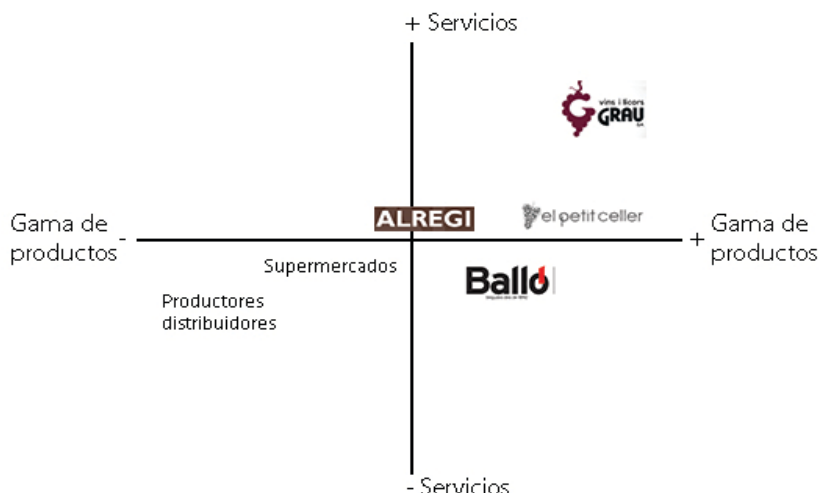 + Servicios
vins i licors
GRAU
ALREGI
el petit celler
Gama de
productos -
+ Gama de
productos
Supermercados
Balló
Productores
distribuidores
- Servicios